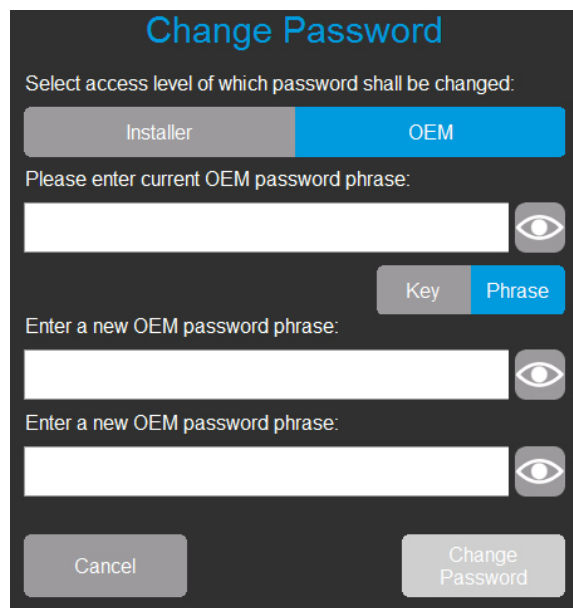 Change Password
Select access level of which password shall be changed:
Installer OEM
Please enter current OEM password phrase:
Key Phrase
Enter a new OEM password phrase:
Enter a new OEM password phrase:
Cancel
Change
Password